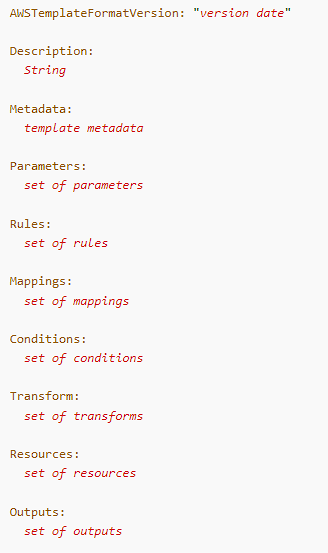 AWSTemplateFormatVersion: "version date"
Description:
String
Metadata:
template metadata
Parameters:
set of parameters
Rules:
set of rules
Mappings:
set of mappings
Conditions:
set of conditions
Transform:
set of transforms
Resources:
set of resources
Outputs:
set of outputs